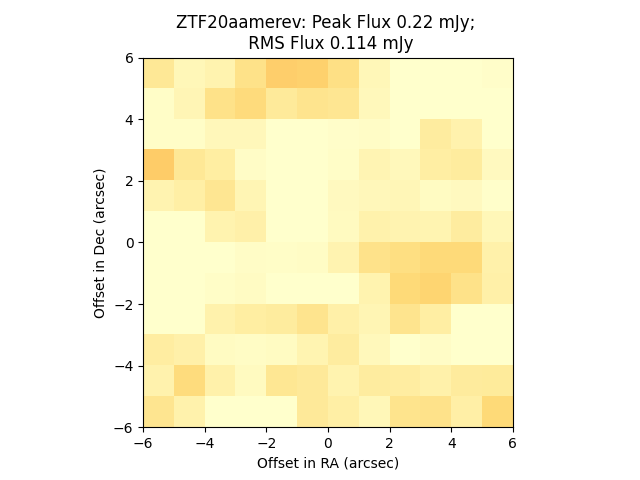 ZTF20aamerev: Peak Flux 0.22 mJy;
RMS Flux 0.114 mJy
6
4
2
0
−2
−4
−6
Offset in Dec (arcsec)
−6 −4 −2 0 2 4 6
Offset in RA (arcsec)